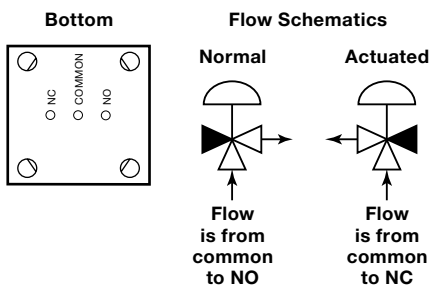 Bottom
NC
COMMON
NO
Flow Schematics
Normal
Actuated
Flow
is from
common
to NO
Flow
is from
common
to NC